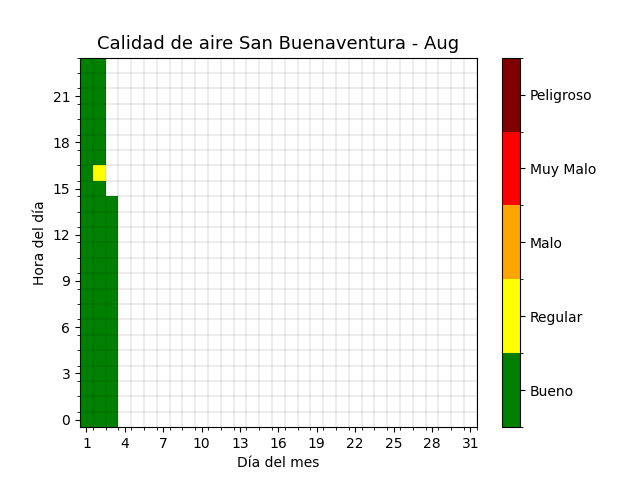 Calidad de aire San Buenaventura - Aug
Hora del día
21
18
15
12
9
6
3
0
1 4 7 10 13 16 19 22 25 28 31
Día del mes
Peligroso
Muy Malo
Malo
Regular
Bueno